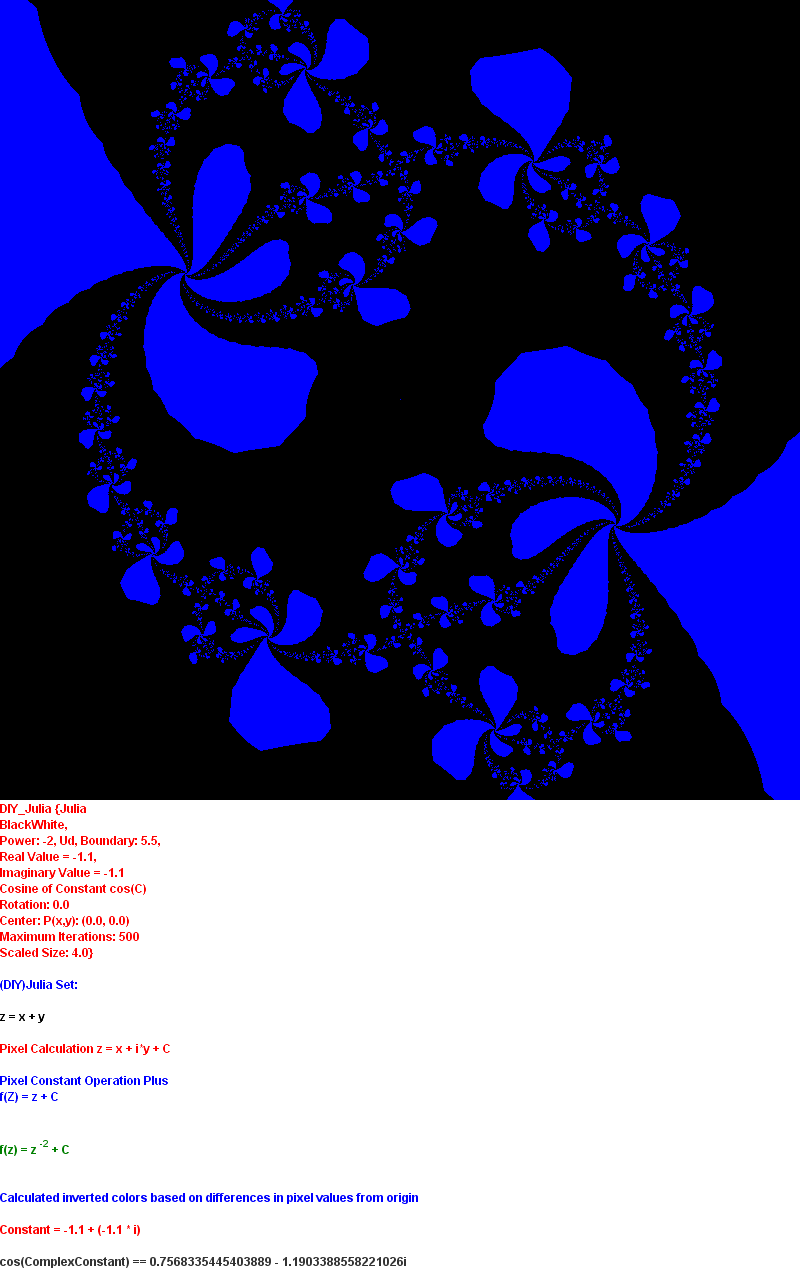 DIY_Julia {Julia
BlackWhite,
Power: -2, Ud, Boundary: 5.5,
Real Value = -1.1,
Imaginary Value = -1.1
Cosine of Constant cos(C)
Rotation: 0.0
Center: P(x,y): (0.0, 0.0)
Maximum Iterations: 500
Scaled Size: 4.0}
(DIY)Julia Set:
z = x + y
Pixel Calculation z = x + i*y + C
Pixel Constant Operation Plus
f(Z) = z + C
f(z) = z -2 + C
Calculated inverted colors based on differences in pixel values from origin
Constant = -1.1 + (-1.1 * i)
cos(ComplexConstant) == 0.7568335445403889 - 1.1903388558221026i